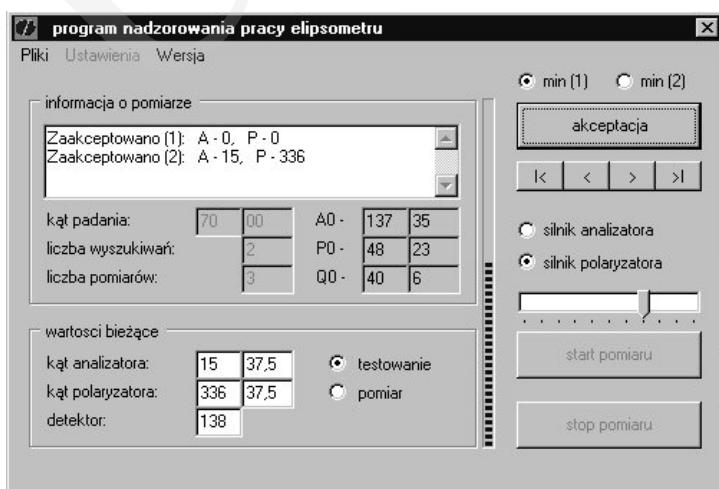 program nadzorowania pracy elipsometru
Pliki Ustawienia Wersja
informacja o pomiarze
Zaakceptowano (1): A - 0, P - 0
Zaakceptowano (2): A - 15, P - 336
kąt padania: 70 00 A0 - 137 35
liczba wyszukiwań: 2 P0 - 48 23
liczba pomiarów: 3 Q0 - 40 6
wartosci bieżące
kąt analizatora: 15 37,5 testowanie
kąt polaryzatora: 336 37,5 pomiar
detektor: 138
min (1) min (2)
akceptacja
|< < > >|
silnik analizatora
silnik polaryzatora
start pomiaru
stop pomiaru